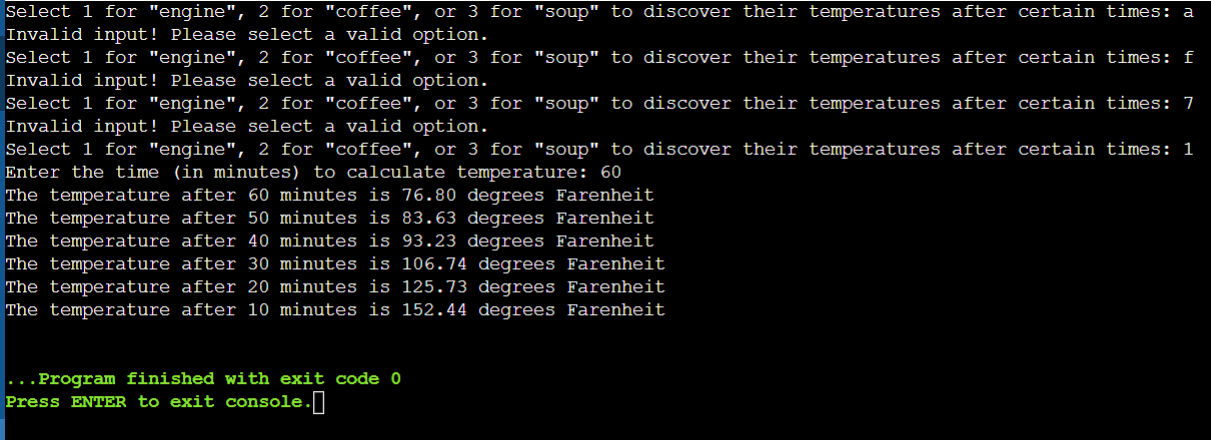 Select 1 for "engine", 2 for "coffee", or 3 for "soup" to discover their temperatures after certain times: a
Invalid input! Please select a valid option.
Select 1 for "engine", 2 for "coffee", or 3 for "soup" to discover their temperatures after certain times: f
Invalid input! Please select a valid option.
Select 1 for "engine", 2 for "coffee", or 3 for "soup" to discover their temperatures after certain times: 7
Invalid input! Please select a valid option.
Select 1 for "engine", 2 for "coffee", or 3 for "soup" to discover their temperatures after certain times: 1
Enter the time (in minutes) to calculate temperature: 60
The temperature after 60 minutes is 76.80 degrees Farenheit
The temperature after 50 minutes is 83.63 degrees Farenheit
The temperature after 40 minutes is 93.23 degrees Farenheit
The temperature after 30 minutes is 106.74 degrees Farenheit
The temperature after 20 minutes is 125.73 degrees Farenheit
The temperature after 10 minutes is 152.44 degrees Farenheit
...Program finished with exit code 0
Press ENTER to exit console.